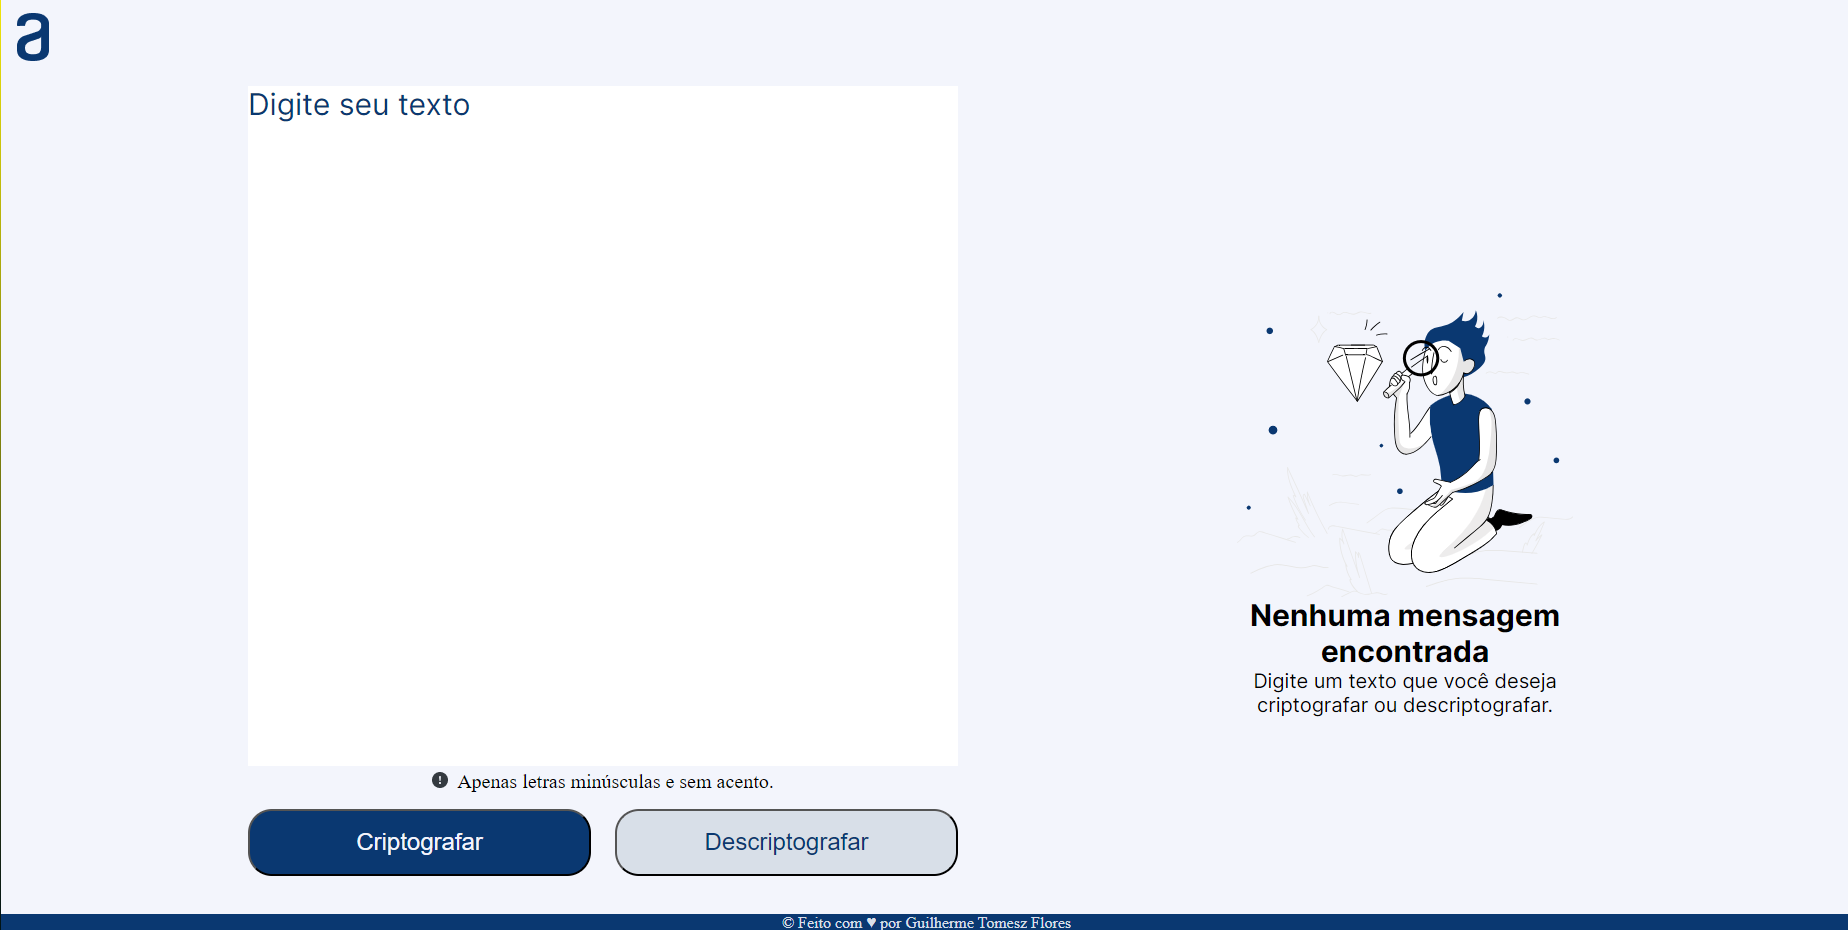 a
Digite seu texto
Nenhuma mensagem
encontrada
Digite um texto que você deseja
criptografar ou descriptografar.
! Apenas letras minúsculas e sem acento.
Criptografar
Descriptografar
© Feito com ♥ por Guilherme Tomesz Flores